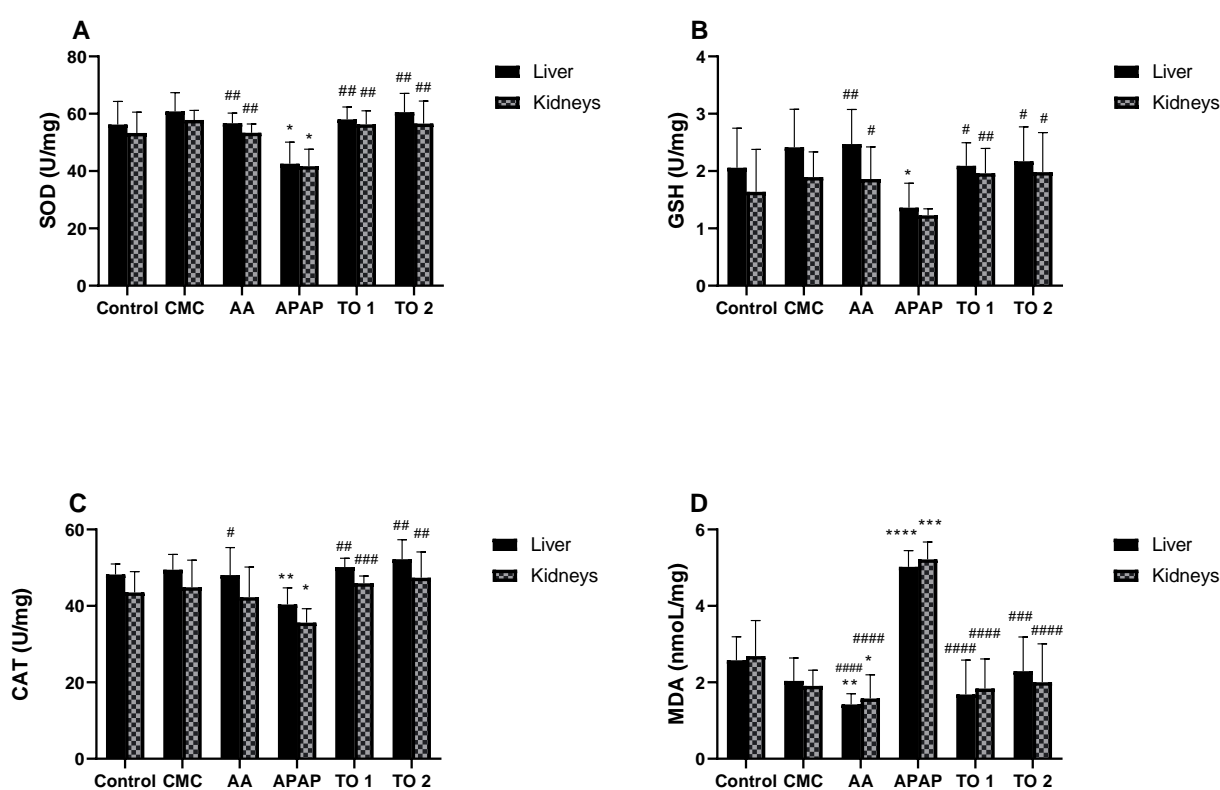 A
SOD (U/mg)
80
60
40
20
0
## ## * * ## ## ## ##
Control CMC AA APAP TO 1 TO 2
Liver
Kidneys
B
GSH (U/mg)
4
3
2
1
0
## # * # ## # #
Control CMC AA APAP TO 1 TO 2
Liver
Kidneys
C
CAT (U/mg)
60
40
20
0
# ** * ## ### ## ##
Control CMC AA APAP TO 1 TO 2
Liver
Kidneys
D
MDA (nmoL/mg)
6
4
2
0
#### ** #### * **** *** #### #### ### ####
Control CMC AA APAP TO 1 TO 2
Liver
Kidneys